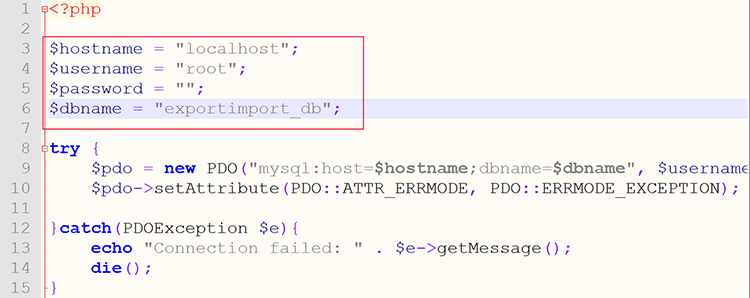 1 <?php
2
3 $hostname = "localhost";
4 $username = "root";
5 $password = "";
6 $dbname = "exportimport_db";
7
8 try {
9 $pdo = new PDO("mysql:host=$hostname;dbname=$dbname", $username
10 $pdo->setAttribute(PDO::ATTR_ERRMODE, PDO::ERRMODE_EXCEPTION);
11
12 }catch(PDOException $e){
13 echo "Connection failed: " . $e->getMessage();
14 die();
15 }